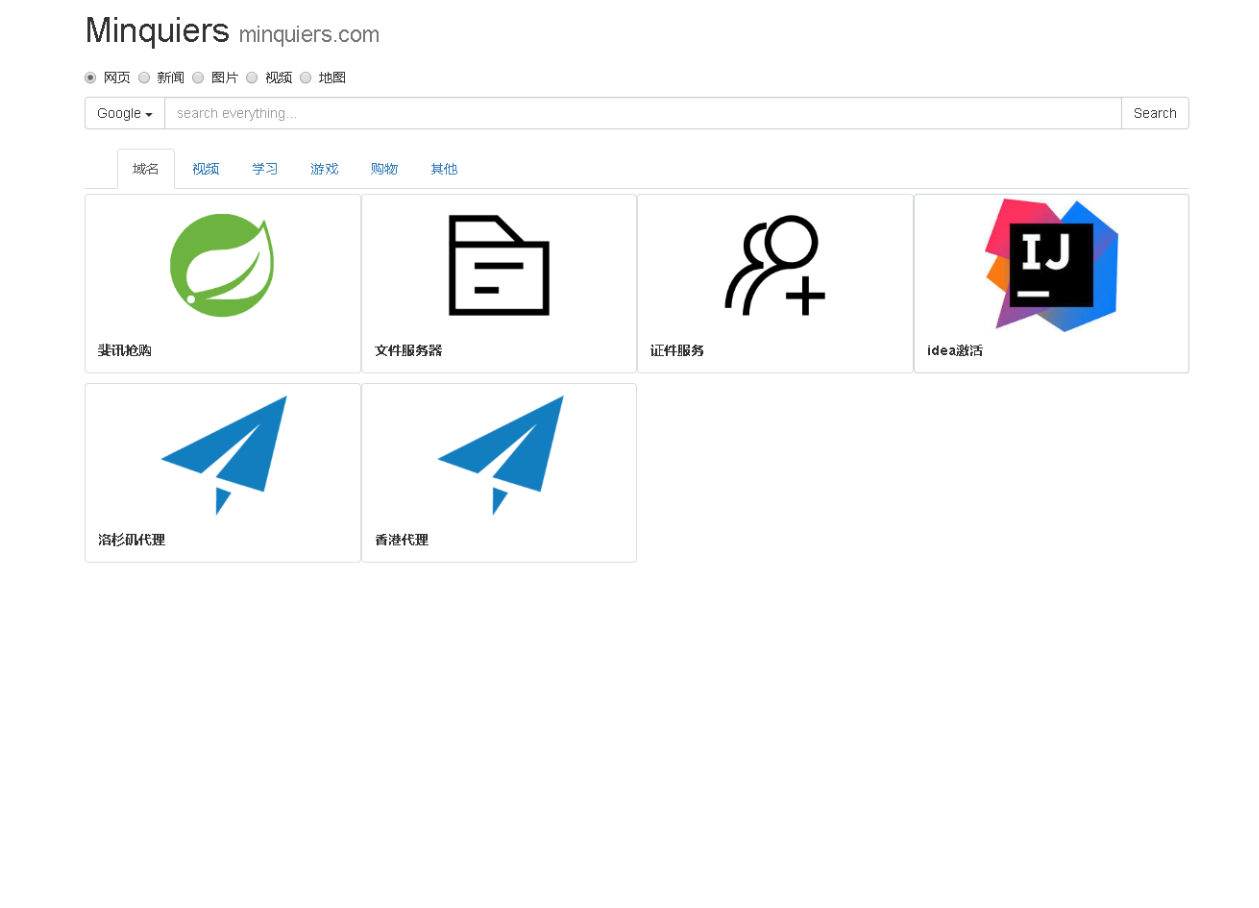 Minquiers minquiers.com
网页 新闻 图片 视频 地图
Google search everything... Search
域名 视频 学习 游戏 购物 其他
IJ
斐讯抢购 文件服务器 证件服务 idea激活
洛杉矶代理 香港代理